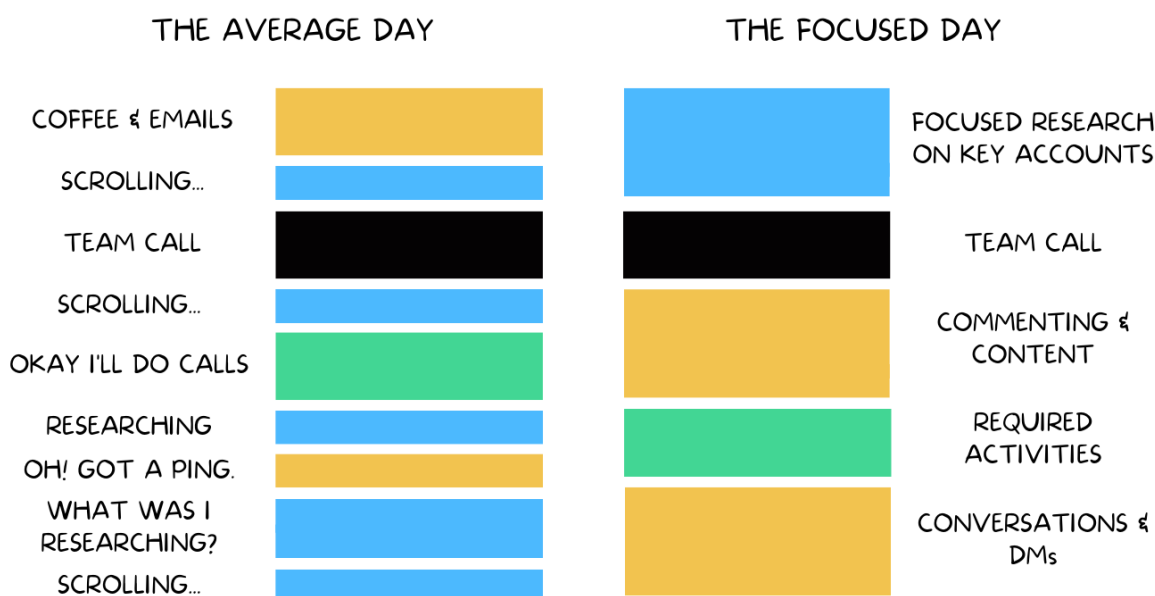 THE AVERAGE DAY
COFFEE & EMAILS
SCROLLING...
TEAM CALL
SCROLLING...
OKAY I'LL DO CALLS
RESEARCHING
OH! GOT A PING.
WHAT WAS I
RESEARCHING?
SCROLLING...
THE FOCUSED DAY
FOCUSED RESEARCH
ON KEY ACCOUNTS
TEAM CALL
COMMENTING &
CONTENT
REQUIRED
ACTIVITIES
CONVERSATIONS &
DMs